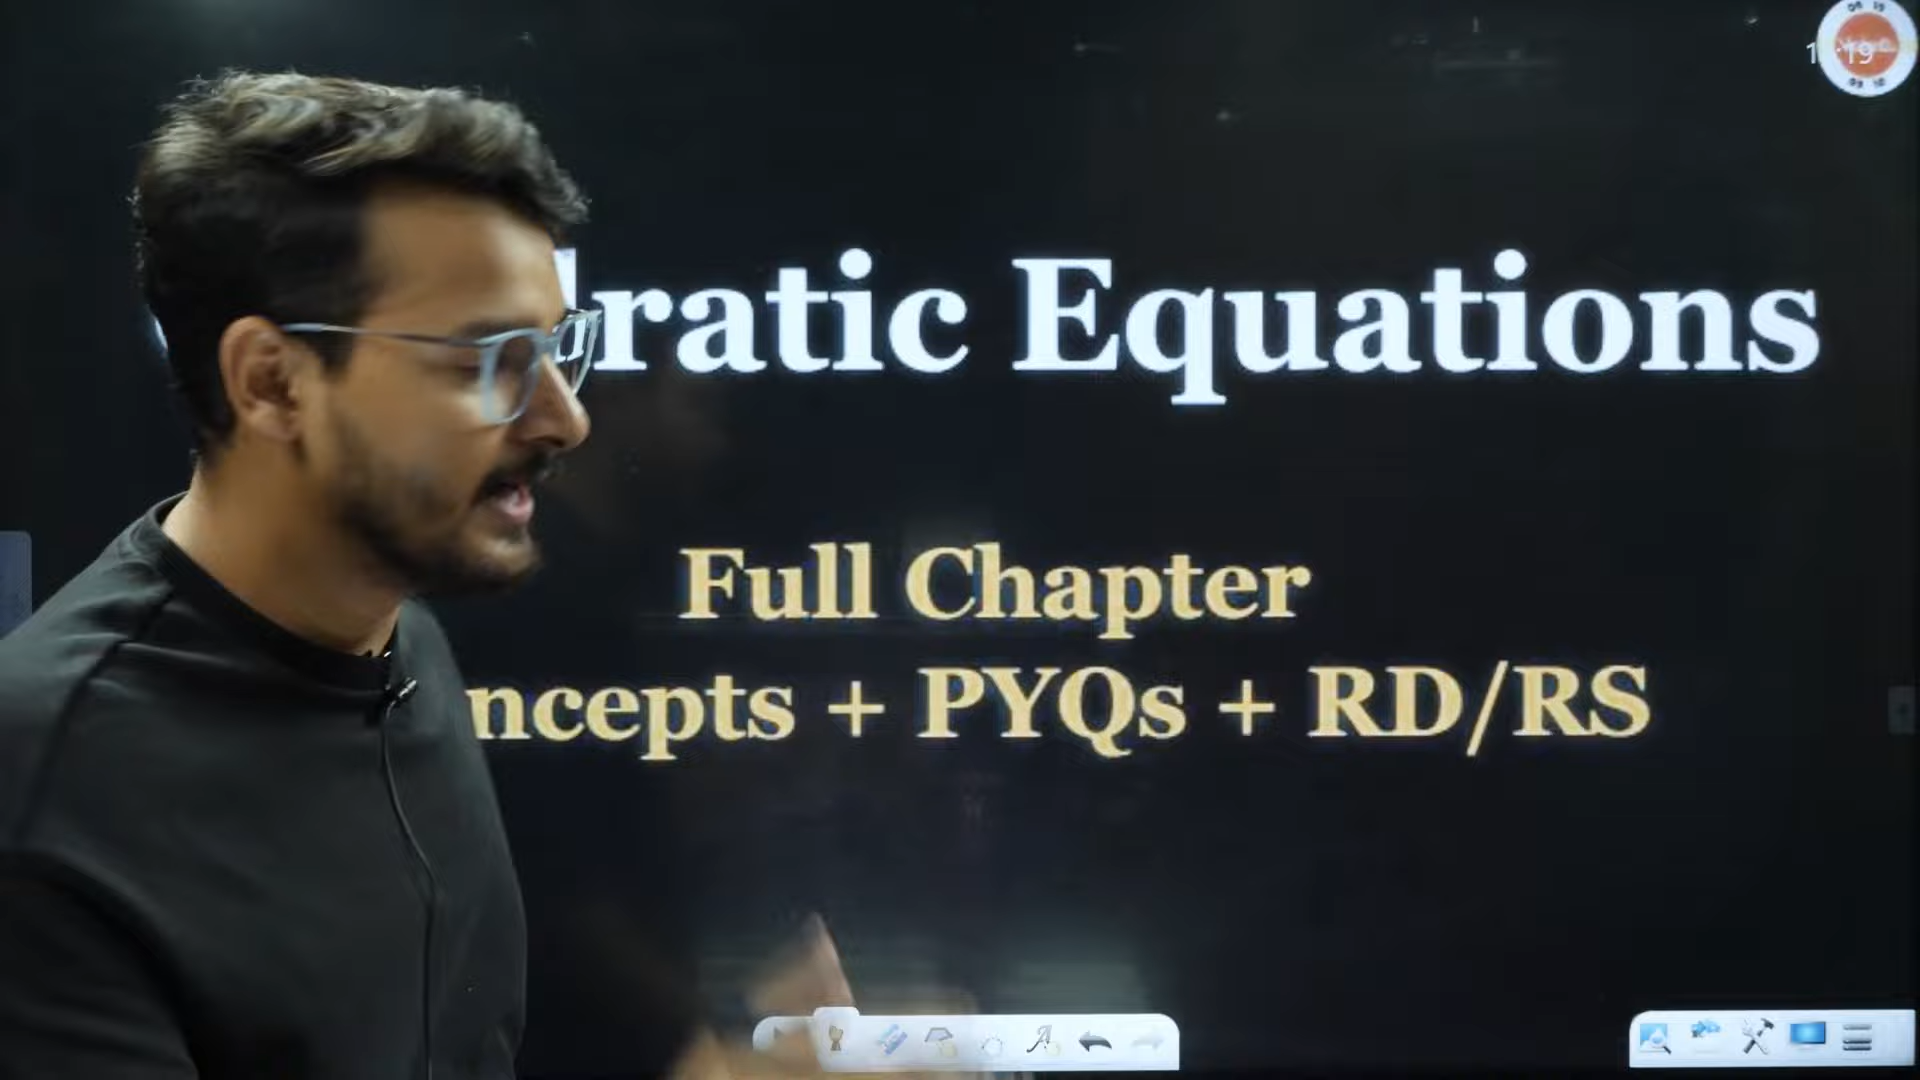 dratic Equations
Full Chapter
ncepts + PYQs + RD/RS